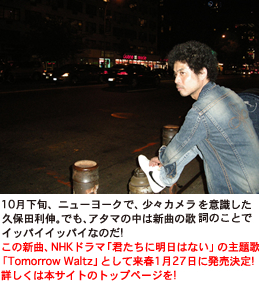 10月下旬、ニューヨークで、少々カメラを意識した
久保田利伸。でも、アタマの中は新曲の歌詞のことで
イッパイイッパイなのだ!
この新曲、NHKドラマ「君たちに明日はない」の主題歌
「Tomorrow Waltz」として来春1月27日に発売決定!
詳しくは本サイトのトップページを!